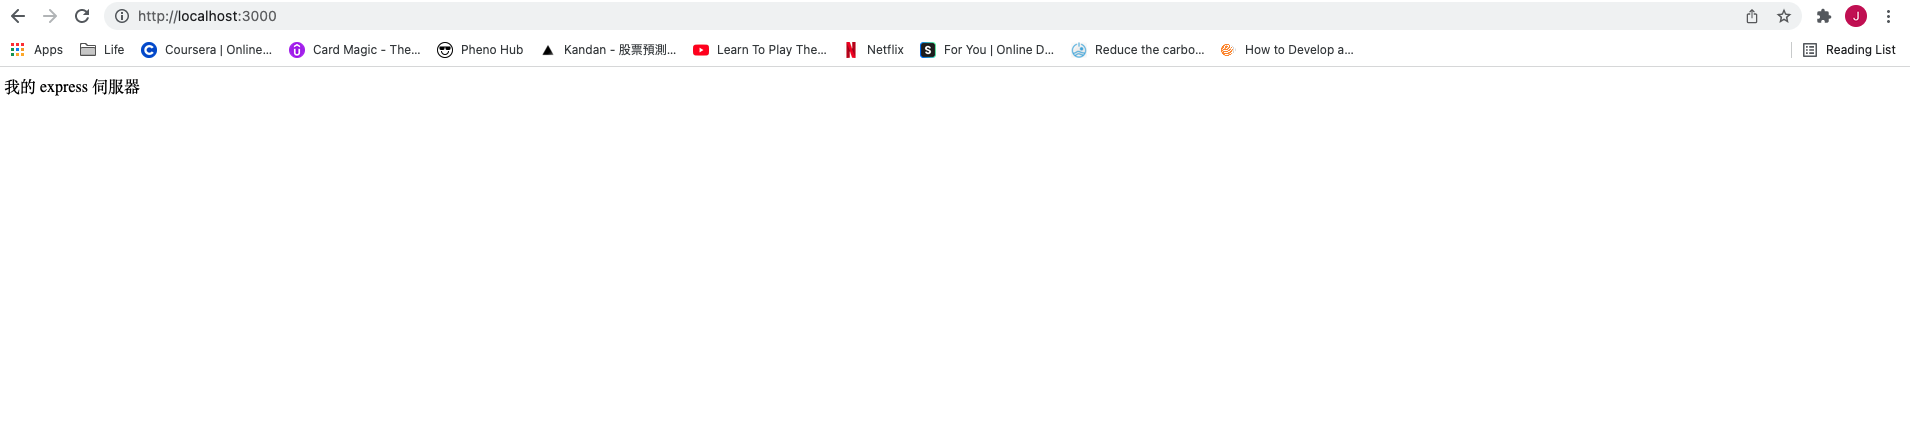 http://localhost:3000
J
Apps Life Coursera | Online... Card Magic - The... Pheno Hub Kandan - 股票預測... Learn To Play The... Netflix For You | Online D... Reduce the carbo... How to Develop a... Reading List
我的 express 伺服器